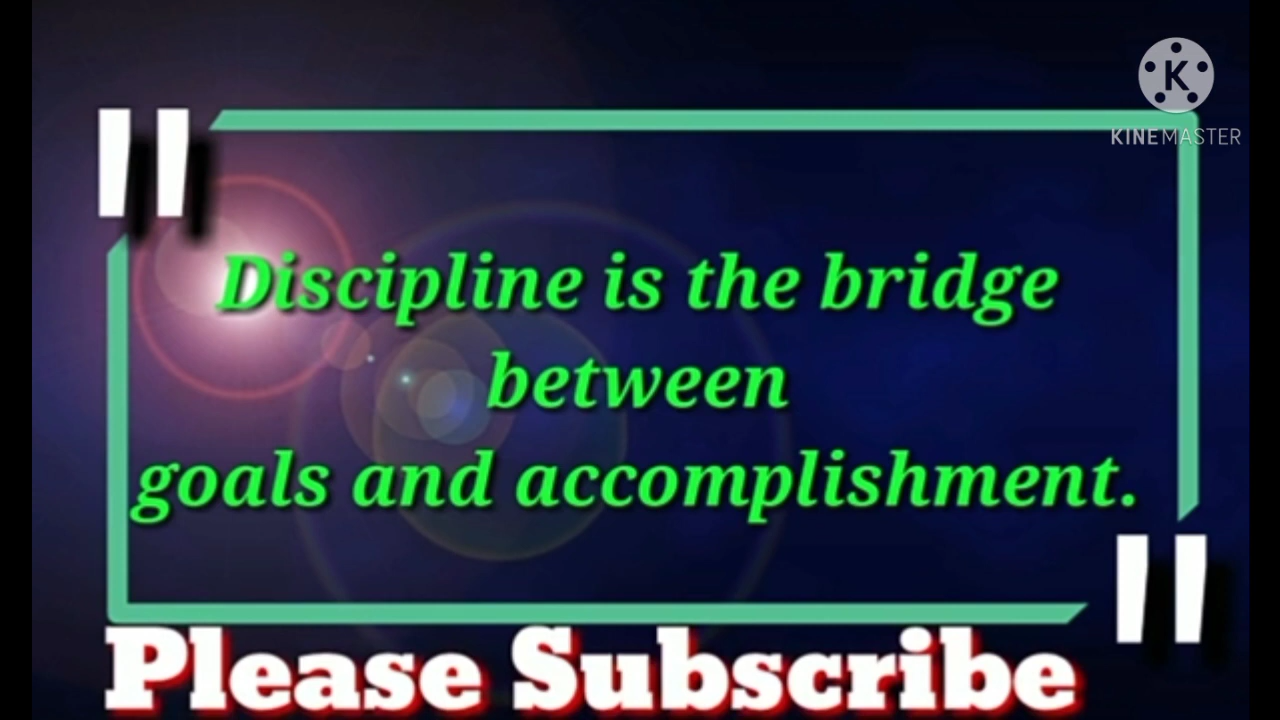 K
KINEMASTER
"
Discipline is the bridge
between
goals and accomplishment.
"
Please Subscribe